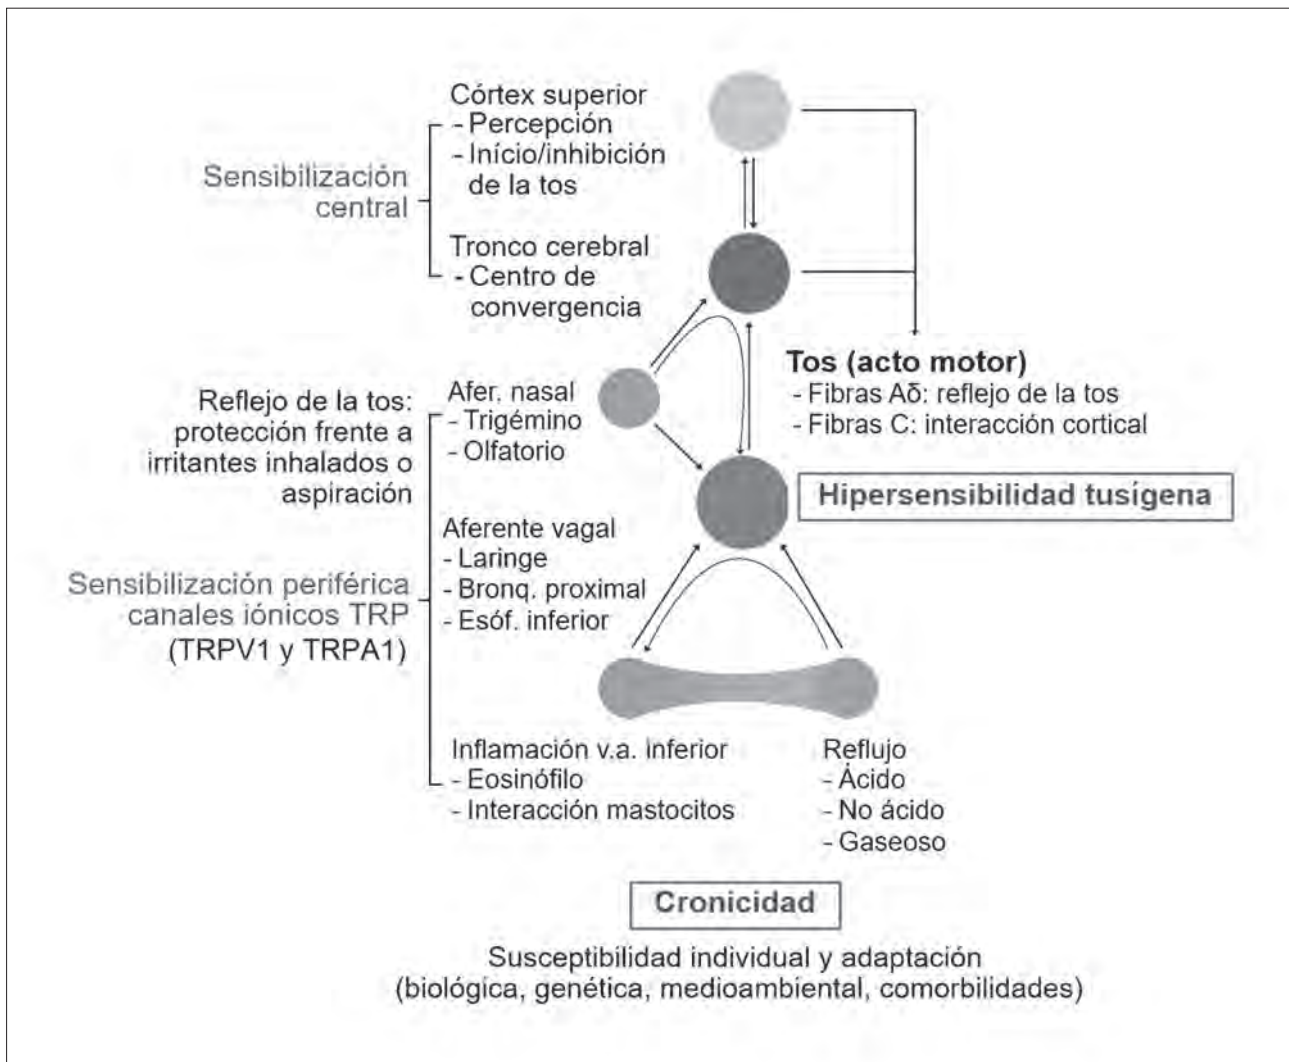 Córtex superior
- Percepción
- Início/inhibición
de la tos
Sensibilización
central
Tronco cerebral
- Centro de
convergencia
Tos (acto motor)
- Fibras Aδ: reflejo de la tos
- Fibras C: interacción cortical
Afer. nasal
- Trigémino
- Olfatorio
Reflejo de la tos:
protección frente a
irritantes inhalados o
aspiración
Hipersensibilidad tusígena
Aferente vagal
- Laringe
- Bronq. proximal
- Esóf. inferior
Sensibilización periférica
canales iónicos TRP
(TRPV1 y TRPA1)
Inflamación v.a. inferior
- Eosinófilo
- Interacción mastocitos
Reflujo
- Ácido
- No ácido
- Gaseoso
Cronicidad
Susceptibilidad individual y adaptación
(biológica, genética, medioambiental, comorbilidades)